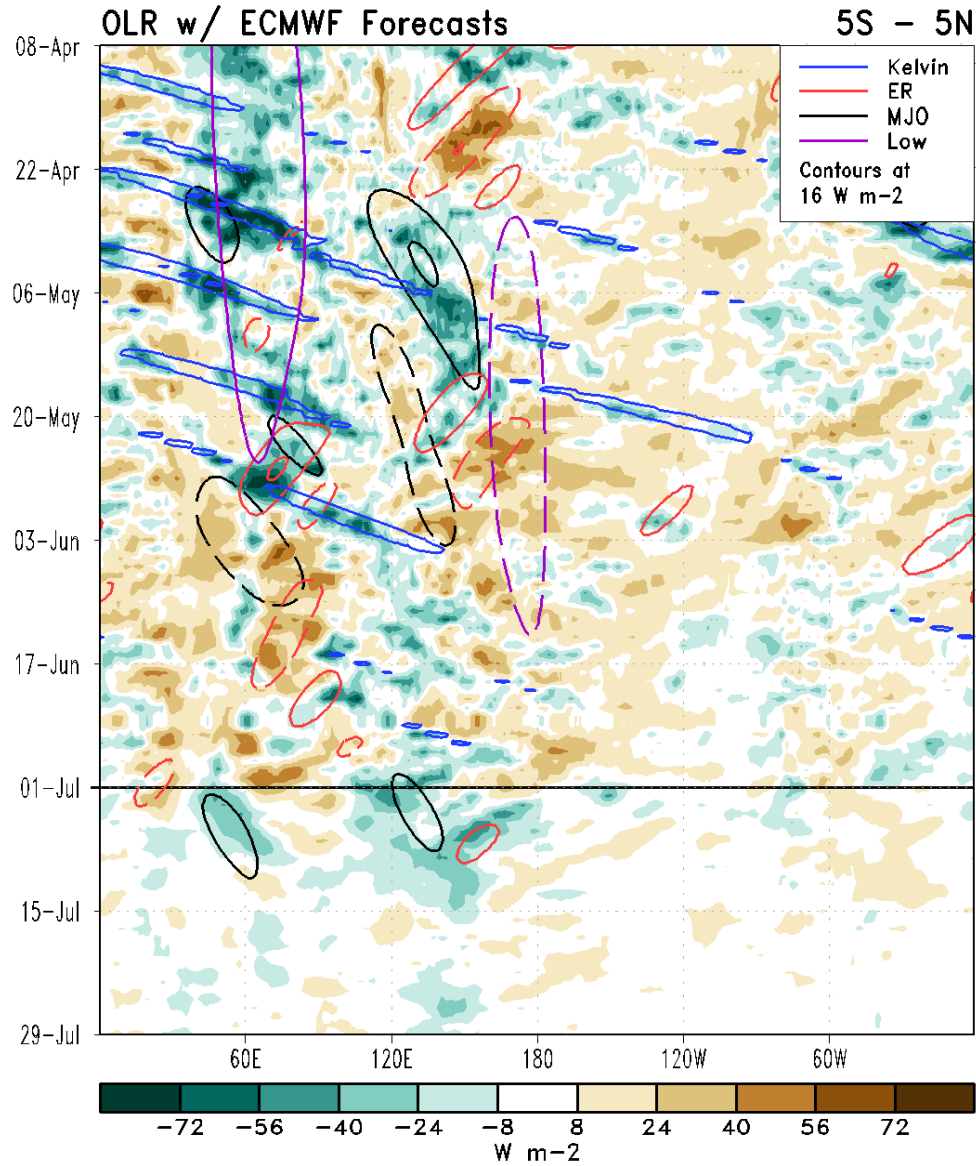 OLR w/ ECMWF Forecasts 5S - 5N
08-Apr
22-Apr
06-May
20-May
03-Jun
17-Jun
01-Jul
15-Jul
29-Jul
Kelvin
ER
MJO
Low
Contours at
16 W m-2
60E 120E 180 120W 60W
-72 -56 -40 -24 -8 8 24 40 56 72
W m-2